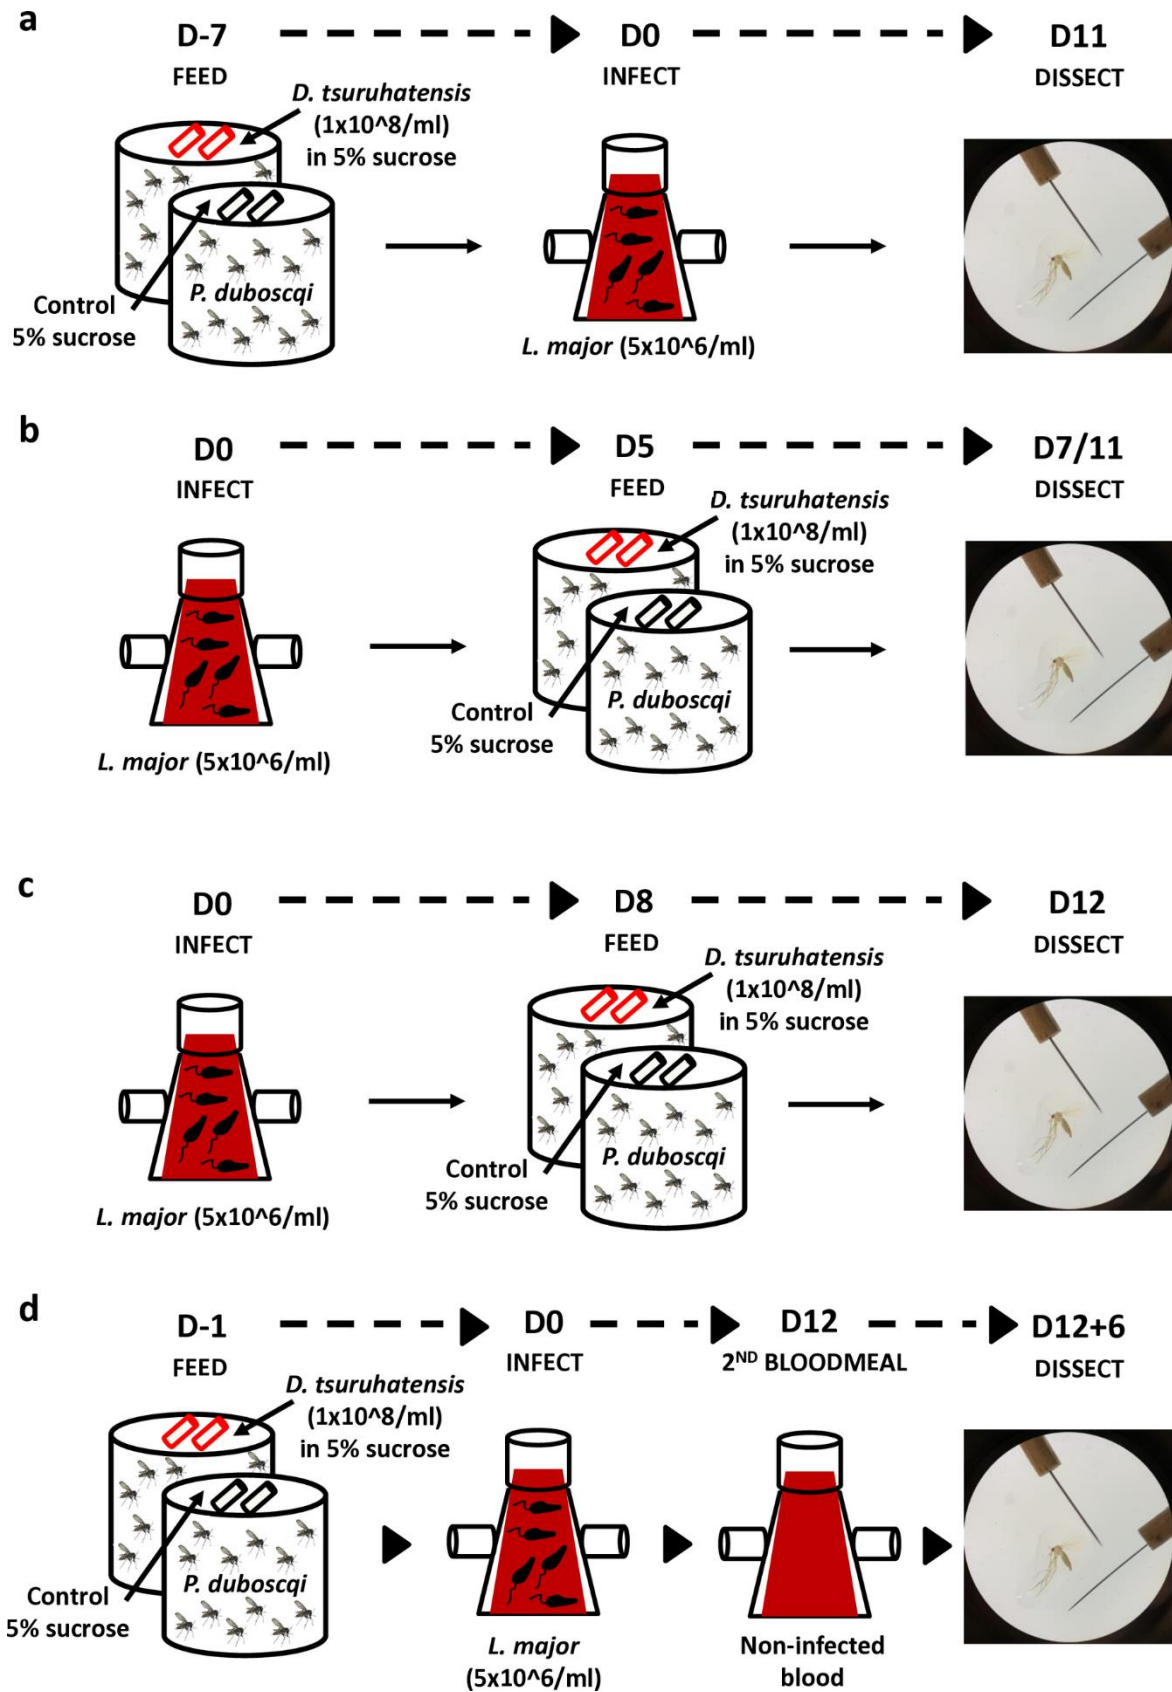 a
D-7
FEED
D0
INFECT
D11
DISSECT
D. tsuruhatensis
(1x10^8/ml)
in 5% sucrose
Control
5% sucrose
P. duboscqi
L. major (5x10^6/ml)
b
D0
INFECT
D5
FEED
D7/11
DISSECT
D. tsuruhatensis
(1x10^8/ml)
in 5% sucrose
Control
5% sucrose
P. duboscqi
L. major (5x10^6/ml)
c
D0
INFECT
D8
FEED
D12
DISSECT
D. tsuruhatensis
(1x10^8/ml)
in 5% sucrose
Control
5% sucrose
P. duboscqi
L. major (5x10^6/ml)
d
D-1
FEED
D0
INFECT
D12
2ND BLOODMEAL
D12+6
DISSECT
D. tsuruhatensis
(1x10^8/ml)
in 5% sucrose
Control
5% sucrose
P. duboscqi
L. major
(5x10^6/ml)
Non-infected
blood